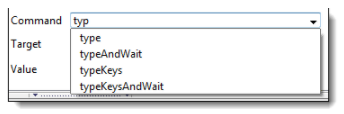 Command typ
type
Target
typeAndWait
Value
typeKeys
typeKeysAndWait